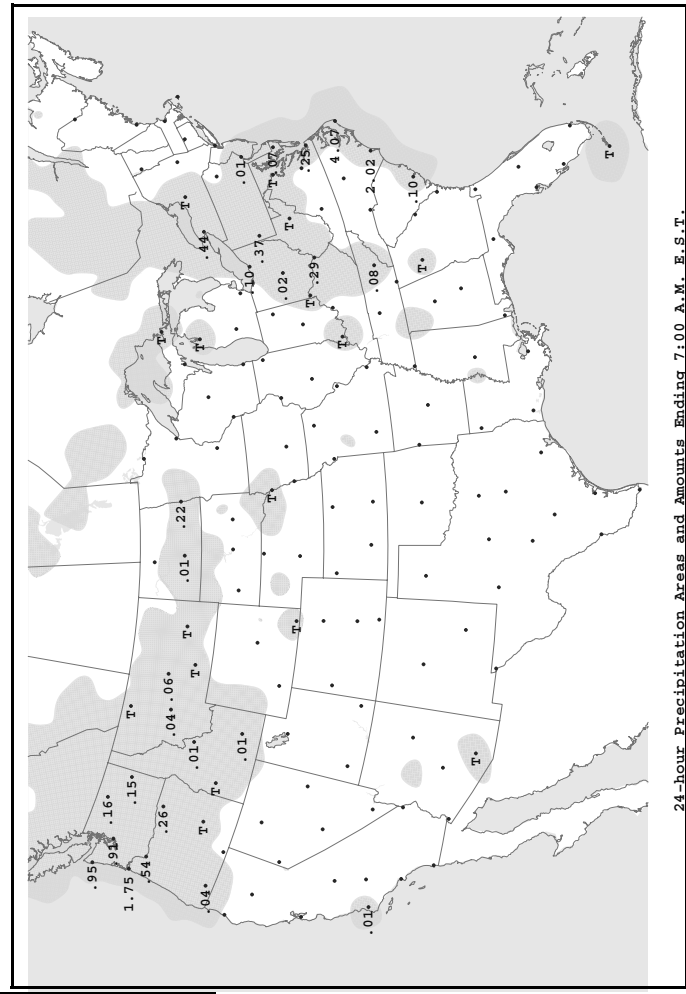 .95
.16
.91
1.75
T
.15
.54
T
.26
.06
.04
.22
.01
T
T
.01
T
T
T
.44
.04
T
.01
.01
.10
.37
T
T .07
.02
T
T
.25
T
.29
4.07
T
.01
2.02
.08
.10
T
T
T
24-hour Precipitation Areas and Amounts Ending 7:00 A.M. E.S.T.